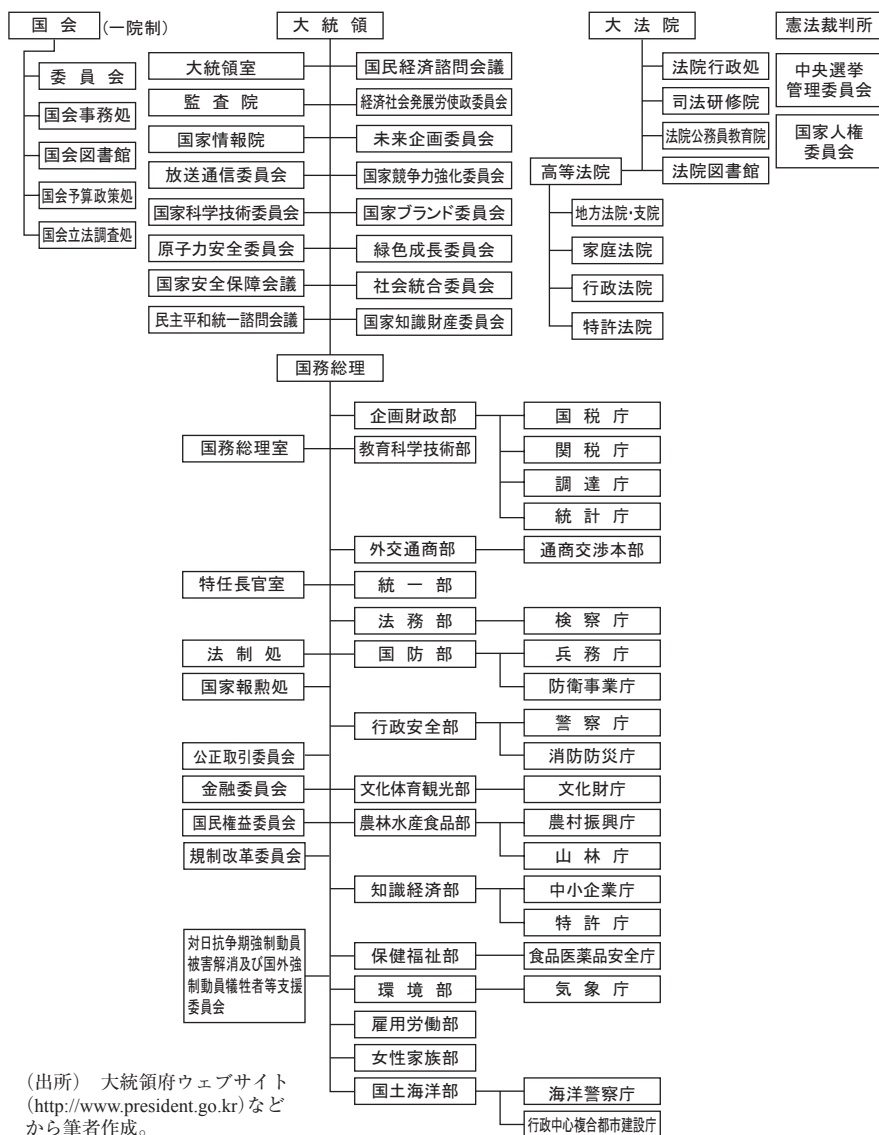 国会 (一院制)
委員会
国会事務処
国会図書館
国会予算政策処
国会立法調査処
大統領
大統領室
国民経済諮問会議
監査院
経済社会発展労使政委員会
国家情報院
未来企画委員会
放送通信委員会
国家競争力強化委員会
国家科学技術委員会
国家ブランド委員会
原子力安全委員会
緑色成長委員会
国家安全保障会議
社会統合委員会
民主平和統一諮問会議
国家知識財産委員会
大法院
法院行政処
司法研修院
法院公務員教育院
高等法院
法院図書館
地方法院・支院
家庭法院
行政法院
特許法院
憲法裁判所
中央選挙
管理委員会
国家人権
委員会
国務総理
企画財政部
国税庁
国務総理室
教育科学技術部
関税庁
調達庁
統計庁
外交通商部
通商交渉本部
特任長官室
統一部
法務部
検察庁
法制処
国防部
兵務庁
国家報勲処
防衛事業庁
行政安全部
警察庁
公正取引委員会
消防防災庁
金融委員会
文化体育観光部
文化財庁
国民権益委員会
農林水産食品部
農村振興庁
規制改革委員会
山林庁
知識経済部
中小企業庁
特許庁
対日抗争期強制動員
被害解消及び国外強
制動員犠牲者等支援
委員会
保健福祉部
食品医薬品安全庁
環境部
気象庁
雇用労働部
女性家族部
国土海洋部
海洋警察庁
行政中心複合都市建設庁
(出所) 大統領府ウェブサイト
(http://www.president.go.kr)など
から筆者作成。